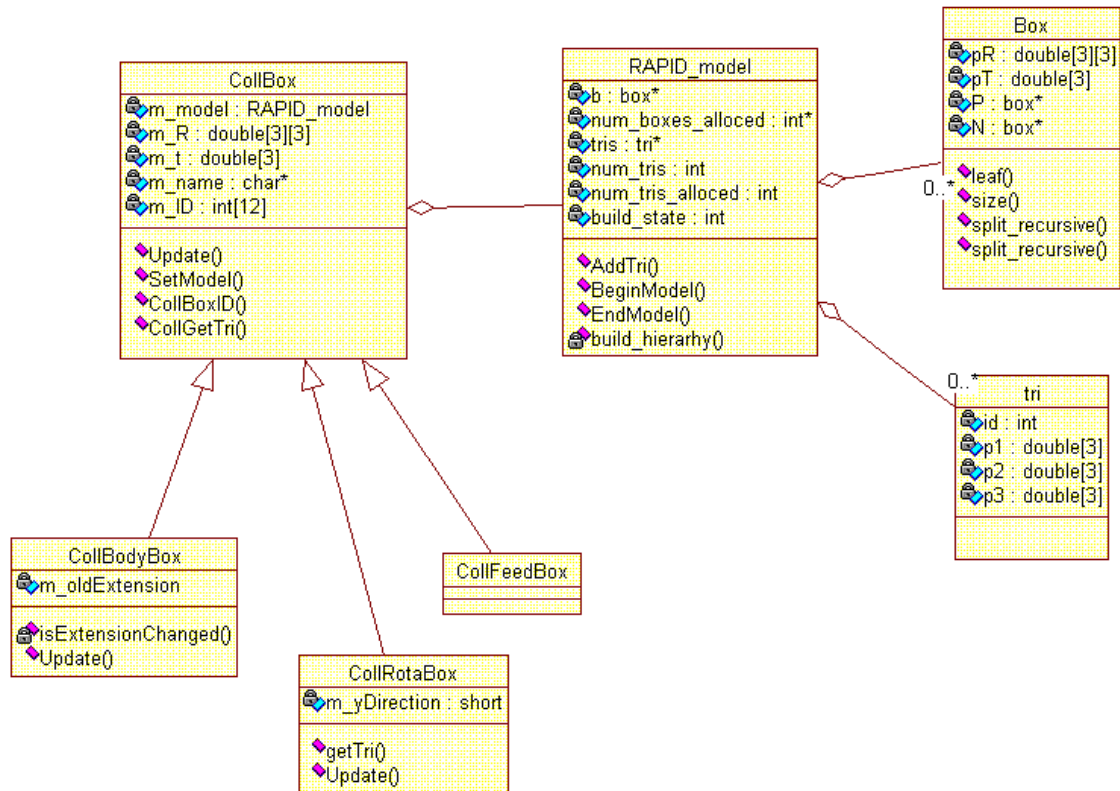 CollBox
m_model : RAPID_model
m_R : double[3][3]
m_t : double[3]
m_name : char*
m_ID : int[12]
Update()
SetModel()
CollBoxID()
CollGetTri()
RAPID_model
b : box*
num_boxes_alloced : int*
tris : tri*
num_tris : int
num_tris_alloced : int
build_state : int
AddTri()
BeginModel()
EndModel()
build_hierarhy()
Box
pR : double[3][3]
pT : double[3]
P : box*
N : box*
leaf()
size()
split_recursive()
split_recursive()
0..*
0..*
tri
id : int
p1 : double[3]
p2 : double[3]
p3 : double[3]
CollBodyBox
m_oldExtension
isExtensionChanged()
Update()
CollRotaBox
m_yDirection : short
getTri()
Update()
CollFeedBox